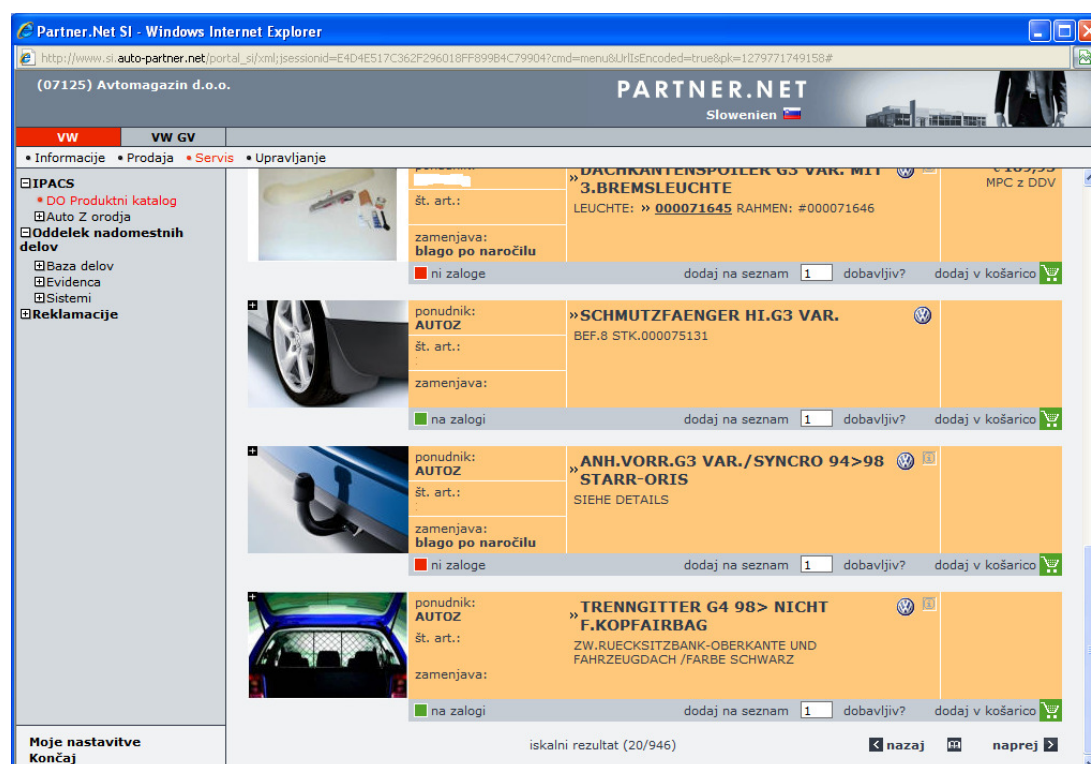 Partner.Net SI - Windows Internet Explorer
http://www.si.auto-partner.net/portal_si/xml;jsessionid=E4D4E517C362F296018FF899B4C79904?cmd=menu&UrlIsEncoded=true&pk=1279771749158#
(07125) Avtomagazin d.o.o.
PARTNER.NET
Slowenien
VW VW GV
• Informacije • Prodaja • Servis • Upravljanje
IPACS
• DO Produktni katalog
Auto Z orodja
Oddelek nadomestnih
delov
Baza delov
Evidenca
Sistemi
Reklamacije
»DACHKANTENSPOILER G3 VAR. MIT
3.BREMSLEUCHTE
LEUCHTE: » 000071645 RAHMEN: #000071646
MPC z DDV
št. art.:
zamenjava:
blago po naročilu
ni zaloge dodaj na seznam 1 dobavljiv? dodaj v košarico
ponudnik:
AUTOZ
št. art.:
zamenjava:
»SCHMUTZFAENGER HI.G3 VAR.
BEF.8 STK.000075131
na zalogi dodaj na seznam 1 dobavljiv? dodaj v košarico
ponudnik:
AUTOZ
št. art.:
zamenjava:
blago po naročilu
»ANH.VORR.G3 VAR./SYNCRO 94>98
STARR-ORIS
SIEHE DETAILS
ni zaloge dodaj na seznam 1 dobavljiv? dodaj v košarico
ponudnik:
AUTOZ
št. art.:
zamenjava:
»TRENNGITTER G4 98> NICHT
F.KOPFAIRBAG
ZW.RUECKSITZBANK-OBERKANTE UND
FAHRZEUGDACH /FARBE SCHWARZ
na zalogi dodaj na seznam 1 dobavljiv? dodaj v košarico
iskalni rezultat (20/946) nazaj naprej
Moje nastavitve
Končaj